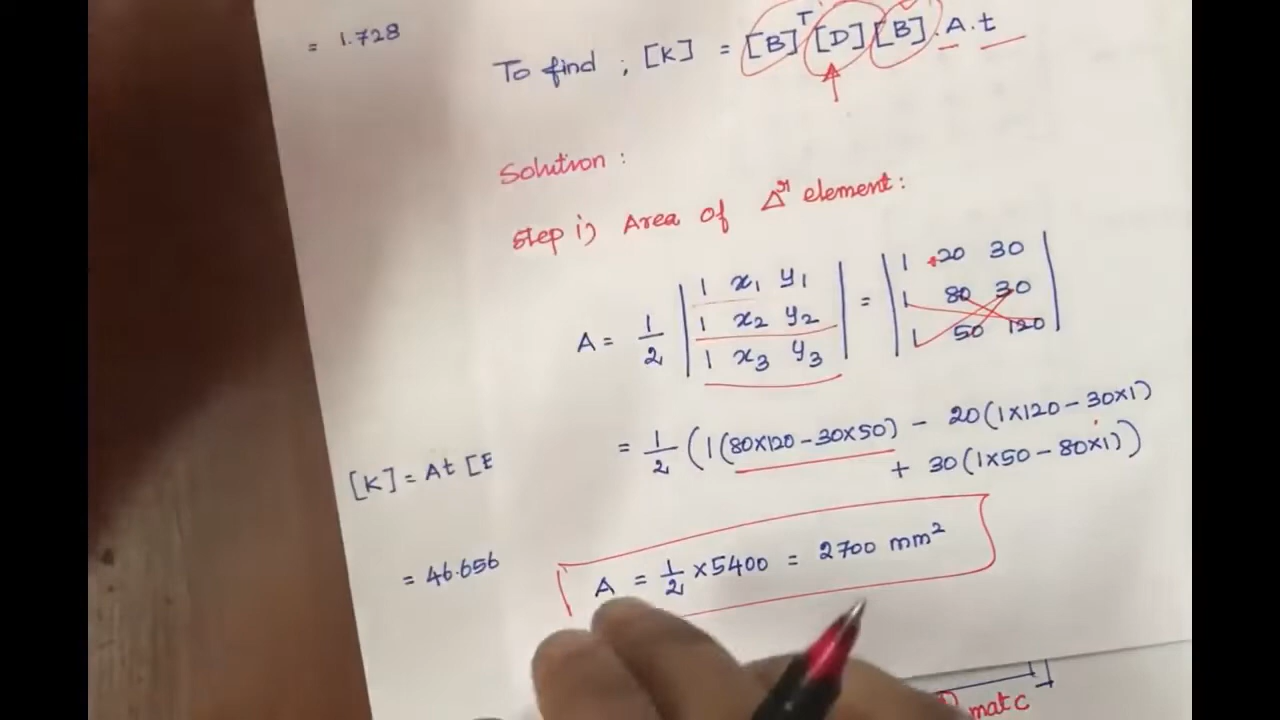 = 1.728
To find ; [K] = [B]ᵀ [D] [B] . A . t
Solution :
Step i) Area of Δʳ element :
A = 1/2 | 1 x₁ y₁ | = | 1 20 30 |
| 1 x₂ y₂ | | 1 80 30 |
| 1 x₃ y₃ | | 1 50 120 |
= 1/2 (1(80×120 - 30×50) - 20(1×120 - 30×1)
+ 30(1×50 - 80×1))
[K] = At [B
A = 1/2 × 5400 = 2700 mm²
= 46.656
mat c